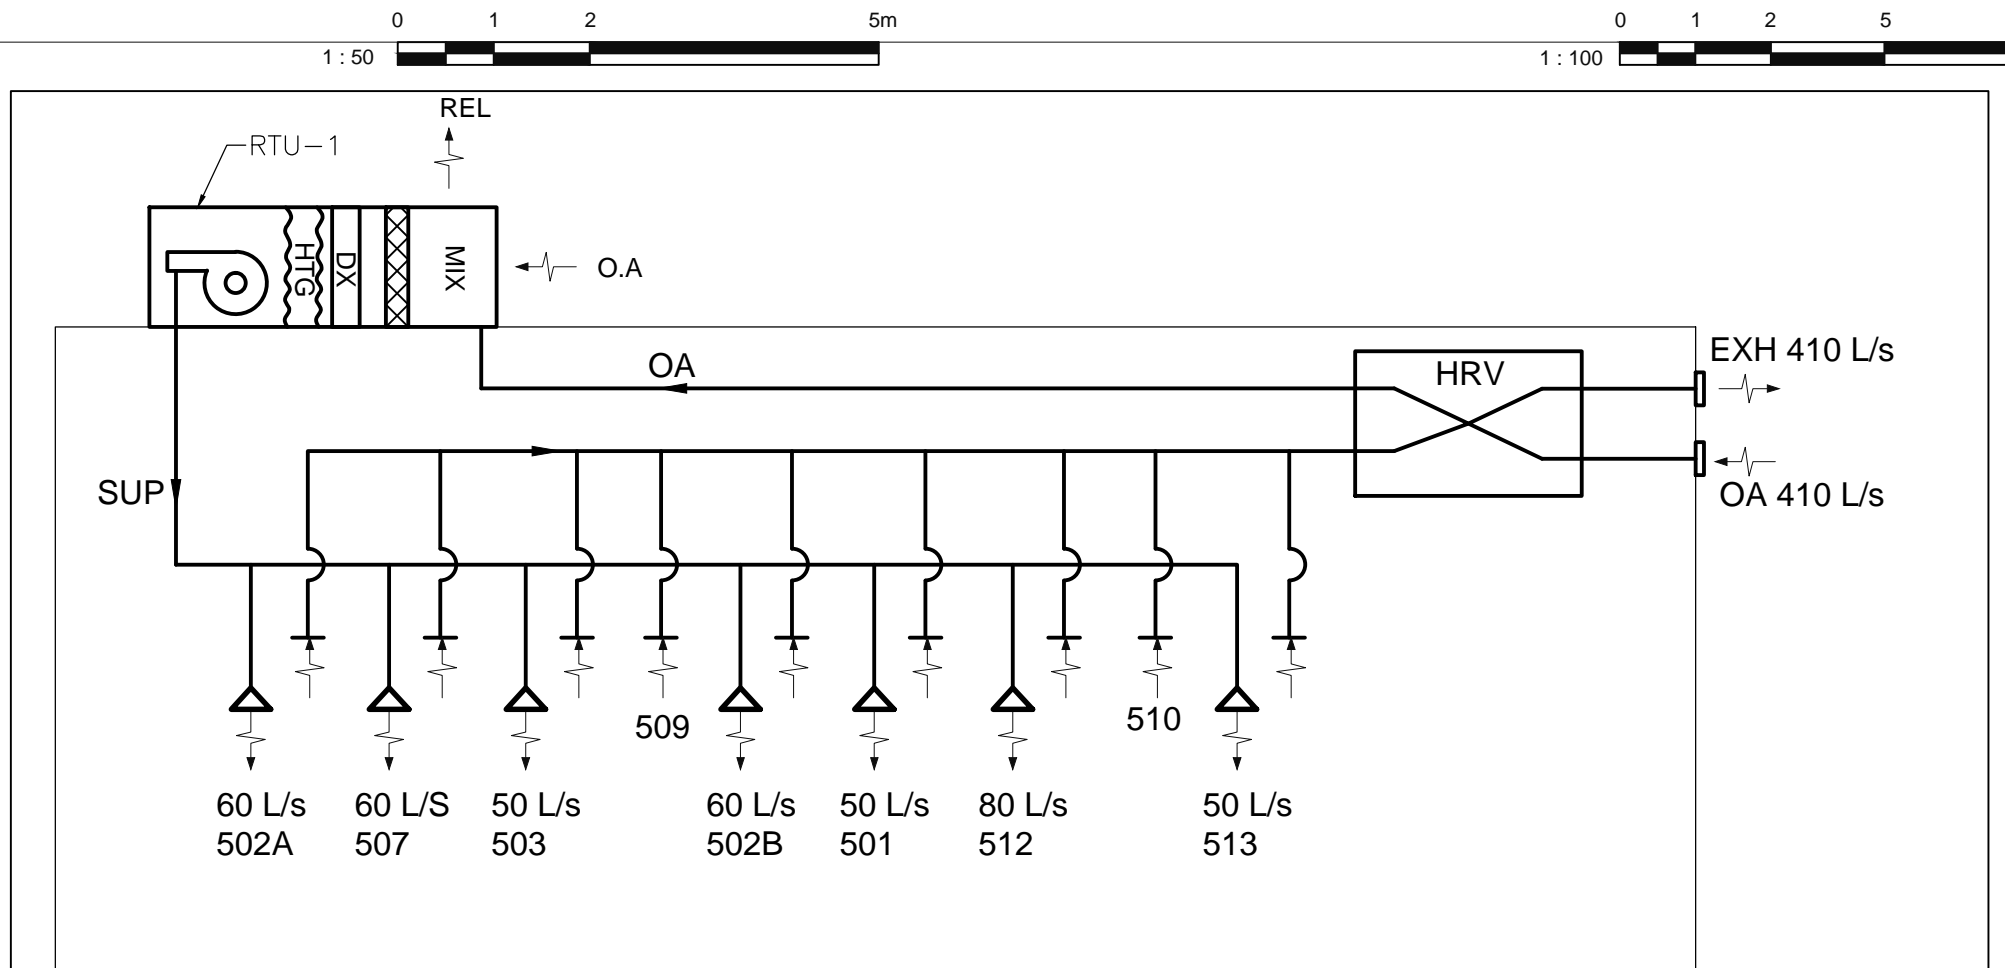 0 1 2 5m
1 : 50
0 1 2 5
1 : 100
REL
RTU-1
HTG
DX
MIX
O.A
OA
HRV
EXH 410 L/s
OA 410 L/s
SUP
509
510
60 L/s
502A
60 L/S
507
50 L/s
503
60 L/s
502B
50 L/s
501
80 L/s
512
50 L/s
513